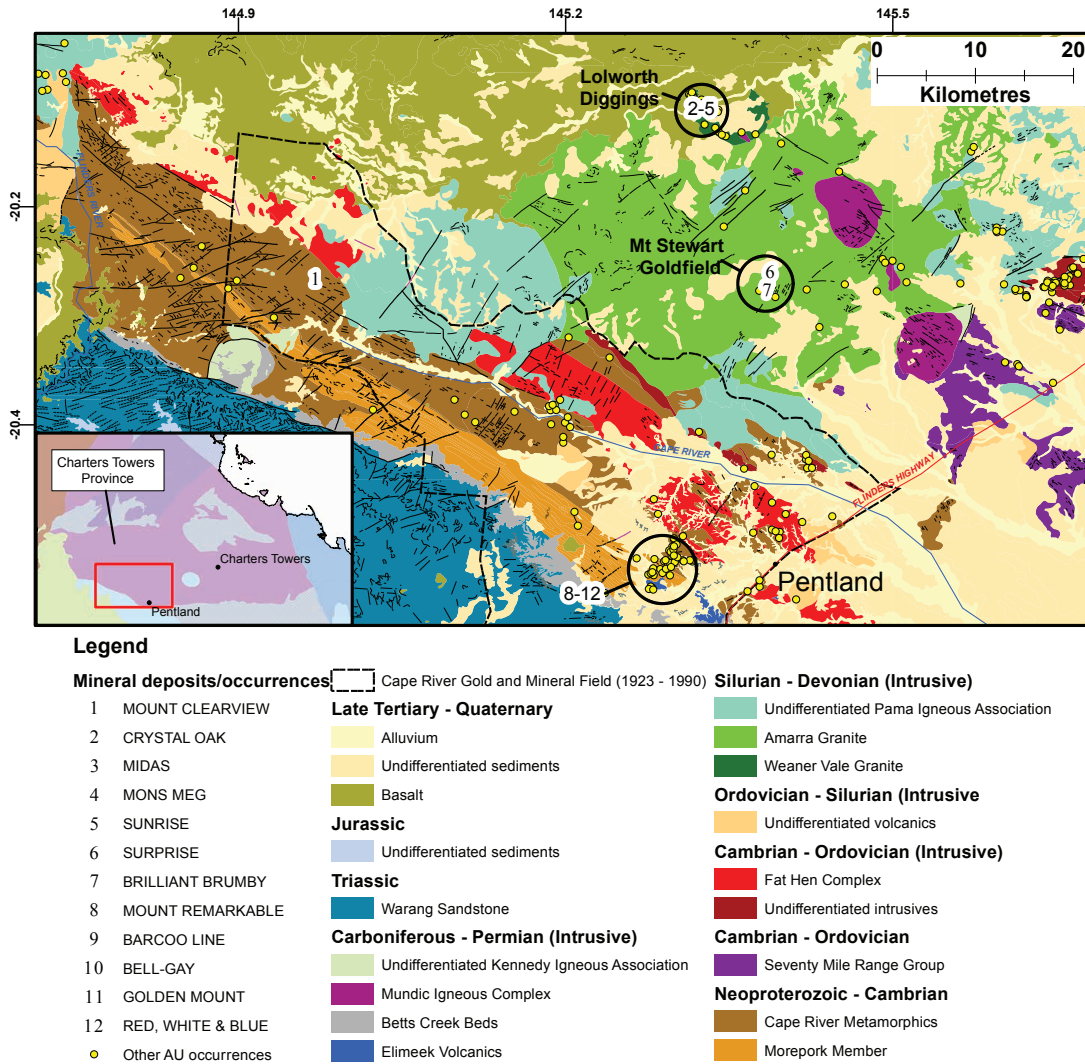 144.9
145.2
145.5
-20.2
-20.4
0 10 20
Kilometres
Lolworth
Diggings
2-5
Mt Stewart
Goldfield
6
7
1
CAPE RIVER
FLINDERS HIGHWAY
8-12
Pentland
Charters Towers
Province
Charters Towers
Pentland
Legend
Mineral deposits/occurrences
1 MOUNT CLEARVIEW
2 CRYSTAL OAK
3 MIDAS
4 MONS MEG
5 SUNRISE
6 SURPRISE
7 BRILLIANT BRUMBY
8 MOUNT REMARKABLE
9 BARCOO LINE
10 BELL-GAY
11 GOLDEN MOUNT
12 RED, WHITE & BLUE
Other AU occurrences
Cape River Gold and Mineral Field (1923 - 1990)
Late Tertiary - Quaternary
Alluvium
Undifferentiated sediments
Basalt
Jurassic
Undifferentiated sediments
Triassic
Warang Sandstone
Carboniferous - Permian (Intrusive)
Undifferentiated Kennedy Igneous Association
Mundic Igneous Complex
Betts Creek Beds
Elimeek Volcanics
Silurian - Devonian (Intrusive)
Undifferentiated Pama Igneous Association
Amarra Granite
Weaner Vale Granite
Ordovician - Silurian (Intrusive
Undifferentiated volcanics
Cambrian - Ordovician (Intrusive)
Fat Hen Complex
Undifferentiated intrusives
Cambrian - Ordovician
Seventy Mile Range Group
Neoproterozoic - Cambrian
Cape River Metamorphics
Morepork Member